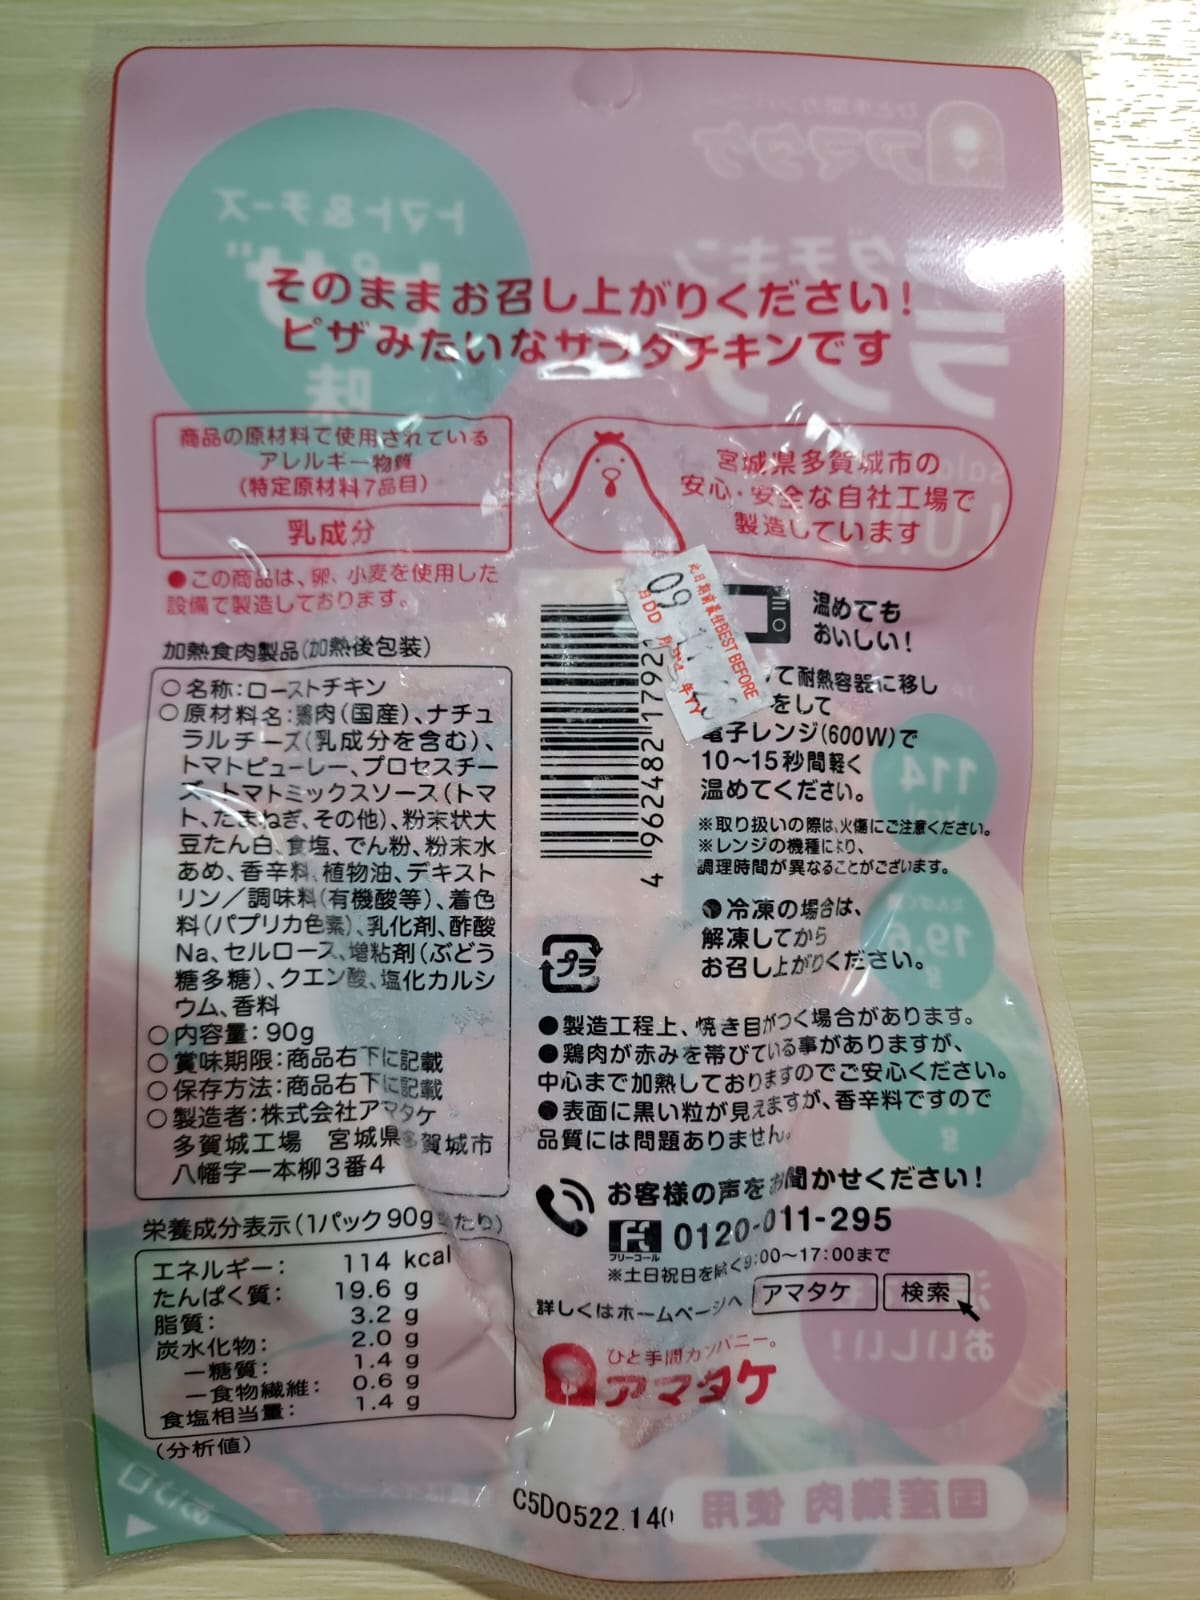 そのままお召し上がりください!
ピザみたいなサラダチキンです
商品の原材料で使用されている
アレルギー物質
(特定原材料7品目)
乳成分
●この商品は、卵、小麦を使用した
設備で製造しております。
宮城県多賀城市の
安心・安全な自社工場で
製造しています
加熱食肉製品(加熱後包装)
○名称:ローストチキン
○原材料名:鶏肉(国産)、ナチュ
ラルチーズ(乳成分を含む)、
トマトピューレー、プロセスチー
ズ、トマトミックスソース(トマ
ト、たまねぎ、その他)、粉末状大
豆たん白、食塩、でん粉、粉末水
あめ、香辛料、植物油、デキスト
リン/調味料(有機酸等)、着色
料(パプリカ色素)、乳化剤、酢酸
Na、セルロース、増粘剤(ぶどう
糖多糖)、クエン酸、塩化カルシ
ウム、香料
○内容量:90g
○賞味期限:商品右下に記載
○保存方法:商品右下に記載
○製造者:株式会社アマタケ
多賀城工場 宮城県多賀城市
八幡字一本柳3番4
栄養成分表示(1パック90g当たり)
エネルギー: 114 kcal
たんぱく質: 19.6 g
脂質: 3.2 g
炭水化物: 2.0 g
―糖質: 1.4 g
―食物繊維: 0.6 g
食塩相当量: 1.4 g
(分析値)
4 962482 17921
此日期前最佳BEST BEFORE
09
日DD 月 年YY
温めても
おいしい!
て耐熱容器に移し
をして
電子レンジ(600W)で
10〜15秒間軽く
温めてください。
※取り扱いの際は、火傷にご注意ください。
※レンジの機種により、
調理時間が異なることがございます。
●冷凍の場合は、
解凍してから
お召し上がりください。
プラ
●製造工程上、焼き目がつく場合があります。
●鶏肉が赤みを帯びている事がありますが、
中心まで加熱しておりますのでご安心ください。
●表面に黒い粒が見えますが、香辛料ですので
品質には問題ありません。
お客様の声をお聞かせください!
フリーコール 0120-011-295
※土日祝日を除く9:00〜17:00まで
詳しくはホームページへ アマタケ 検索
ひと手間カンパニー。
アマタケ
C5D0522.140